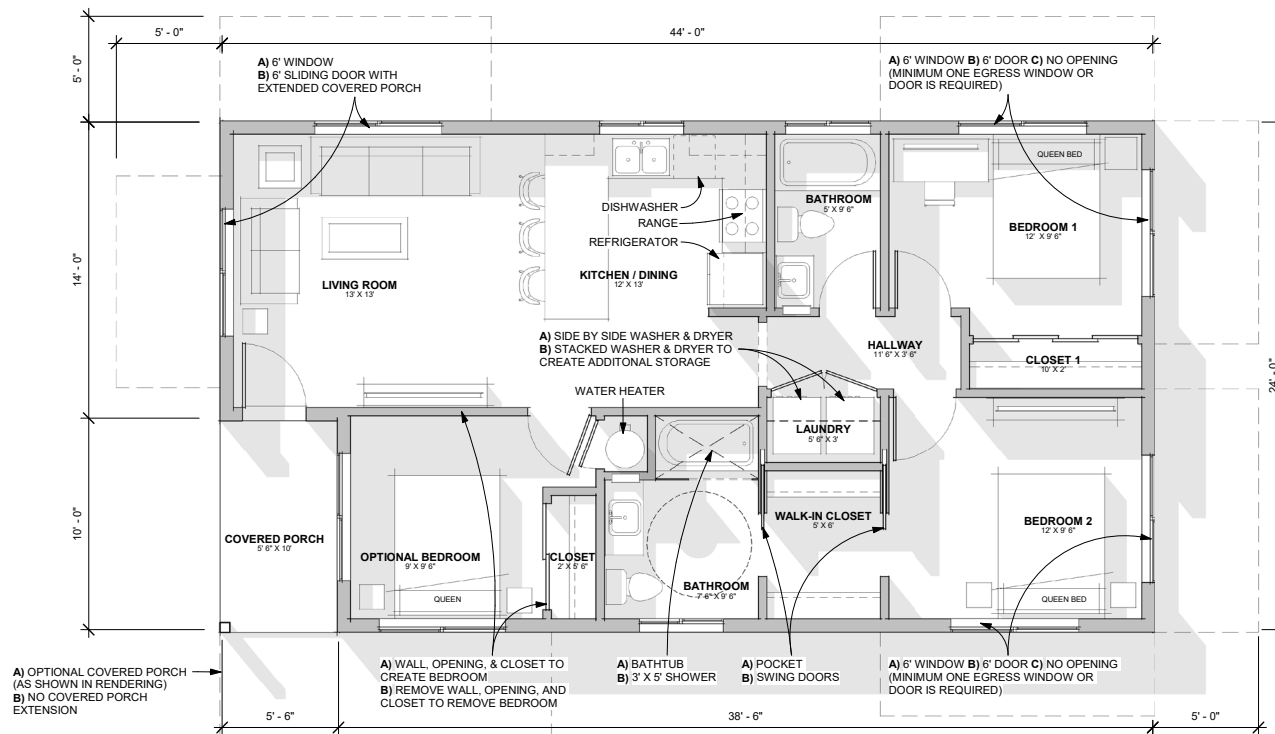 5' - 0"
44' - 0"
5' - 0"
A) 6' WINDOW
B) 6' SLIDING DOOR WITH
EXTENDED COVERED PORCH
A) 6' WINDOW B) 6' DOOR C) NO OPENING
(MINIMUM ONE EGRESS WINDOW OR
DOOR IS REQUIRED)
QUEEN BED
DISHWASHER
RANGE
REFRIGERATOR
BATHROOM
5' X 9' 6"
BEDROOM 1
12' X 9' 6"
KITCHEN / DINING
12' X 13'
LIVING ROOM
13' X 13'
14' - 0"
A) SIDE BY SIDE WASHER & DRYER
B) STACKED WASHER & DRYER TO
CREATE ADDITONAL STORAGE
HALLWAY
11' 6" X 3' 6"
CLOSET 1
10' X 2'
24' - 0"
WATER HEATER
LAUNDRY
5' 6" X 3'
10' - 0"
COVERED PORCH
5' 6" X 10'
OPTIONAL BEDROOM
9' X 9' 6"
CLOSET
2' X 5' 6"
WALK-IN CLOSET
5' X 6'
BEDROOM 2
12' X 9' 6"
BATHROOM
7'-6" X 9' 6"
QUEEN
QUEEN BED
A) OPTIONAL COVERED PORCH
(AS SHOWN IN RENDERING)
B) NO COVERED PORCH
EXTENSION
A) WALL, OPENING, & CLOSET TO
CREATE BEDROOM
B) REMOVE WALL, OPENING, AND
CLOSET TO REMOVE BEDROOM
A) BATHTUB
B) 3' X 5' SHOWER
A) POCKET
B) SWING DOORS
A) 6' WINDOW B) 6' DOOR C) NO OPENING
(MINIMUM ONE EGRESS WINDOW OR
DOOR IS REQUIRED)
5' - 6"
38' - 6"
5' - 0"